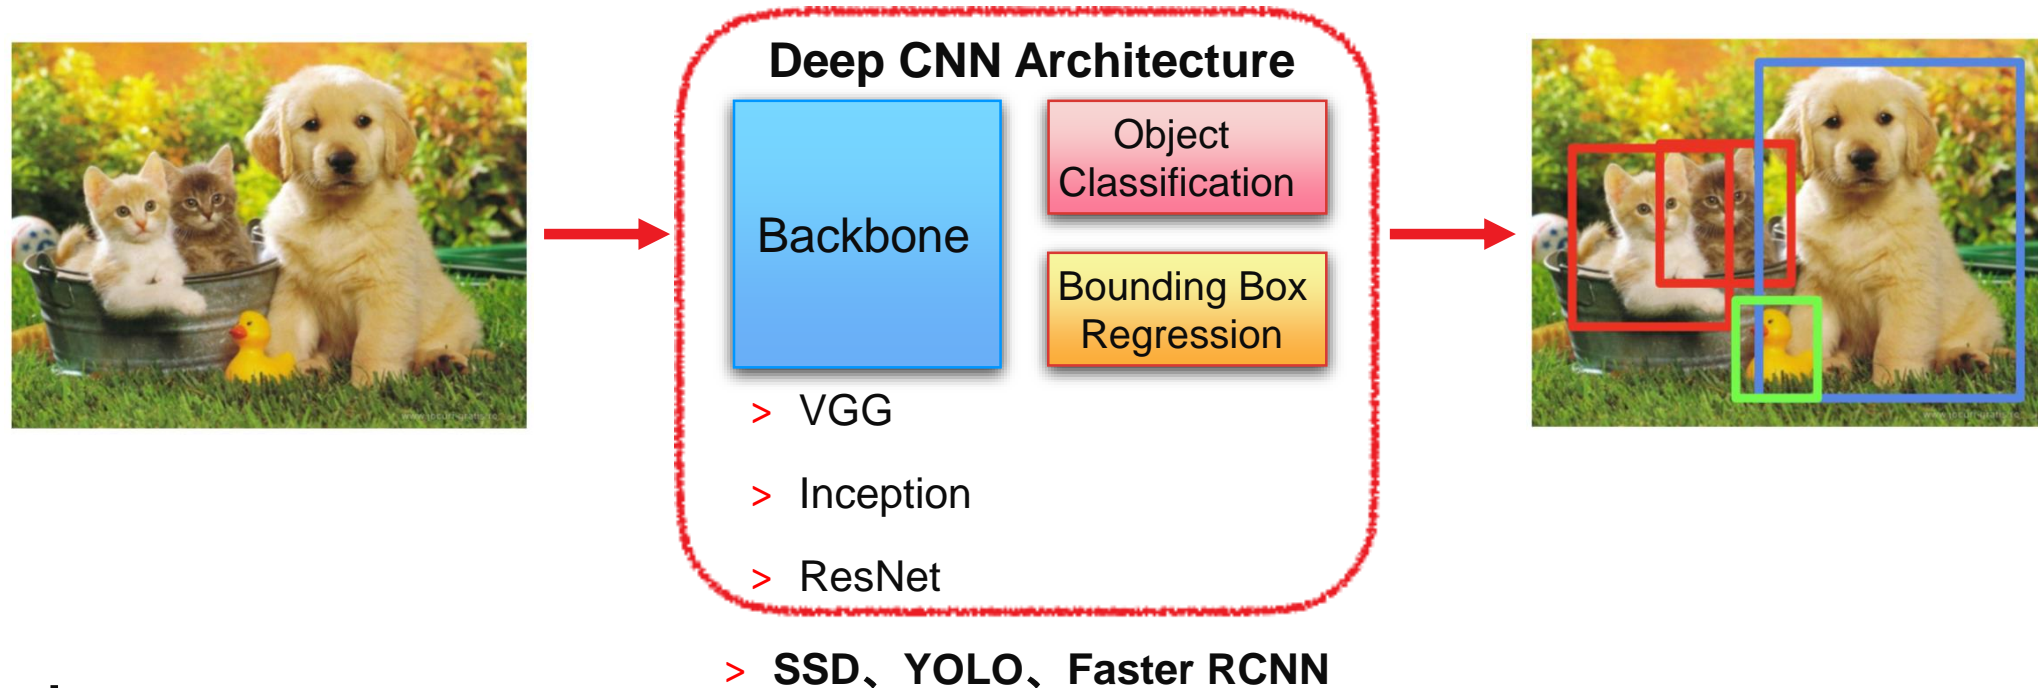 Deep CNN Architecture
Backbone
Object
Classification
Bounding Box
Regression
> VGG
> Inception
> ResNet
> SSD、YOLO、Faster RCNN